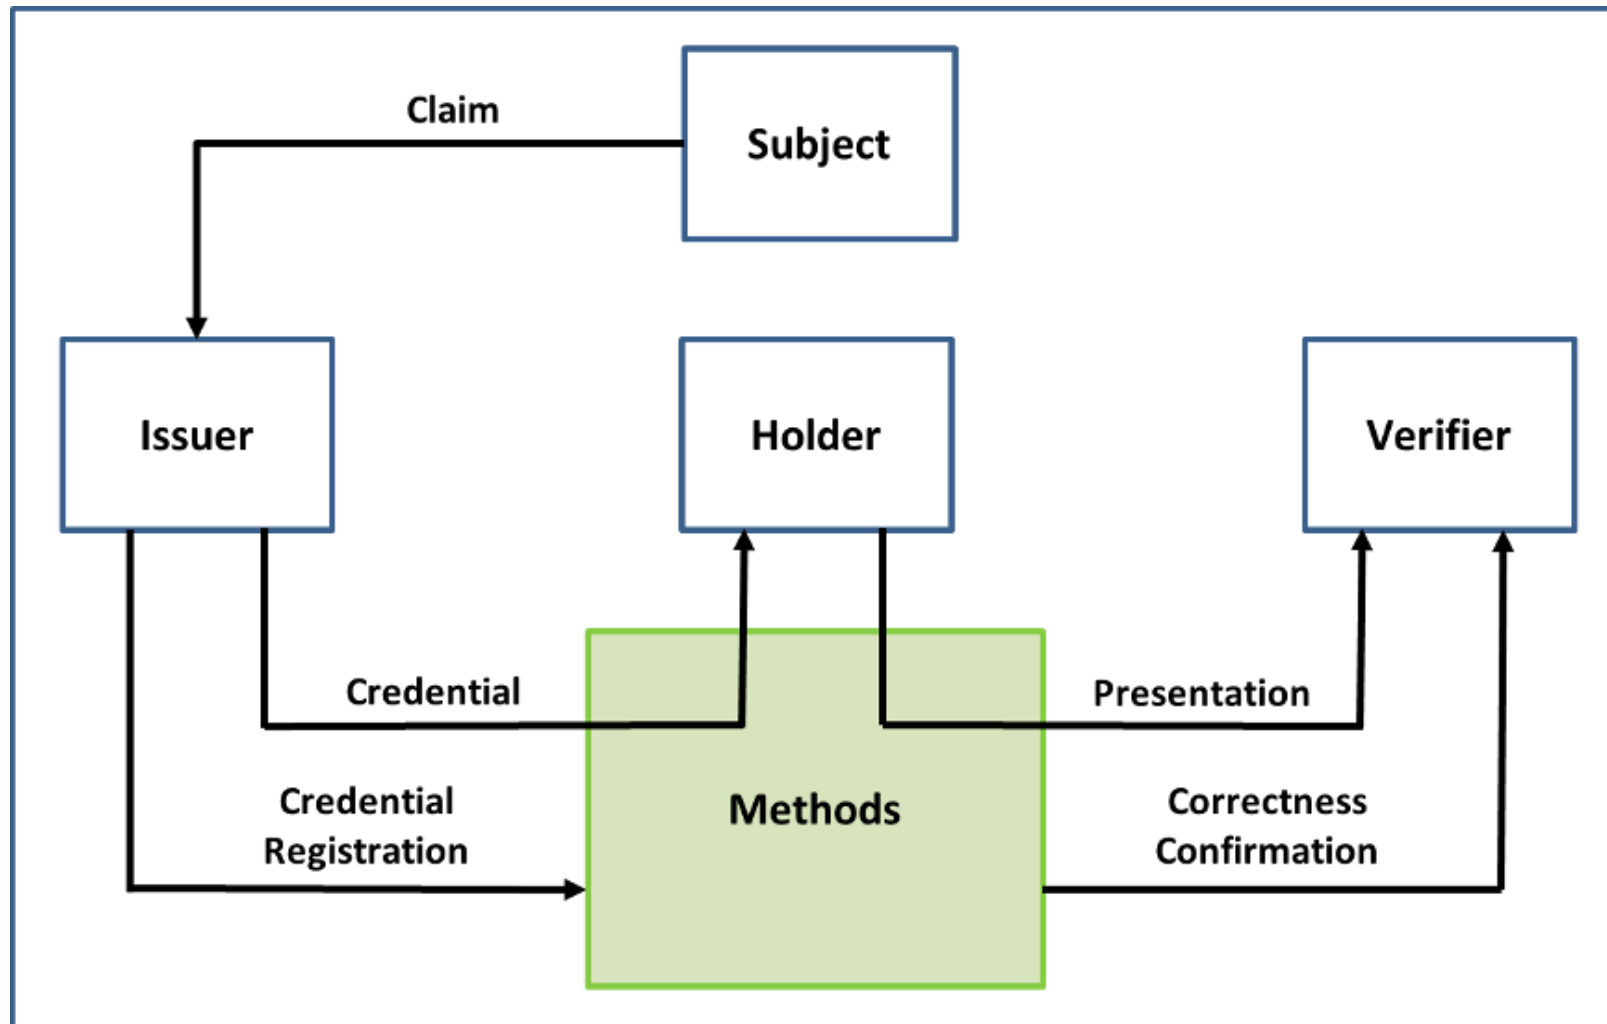 Claim
Subject
Issuer
Holder
Verifier
Credential
Presentation
Methods
Credential
Registration
Correctness
Confirmation